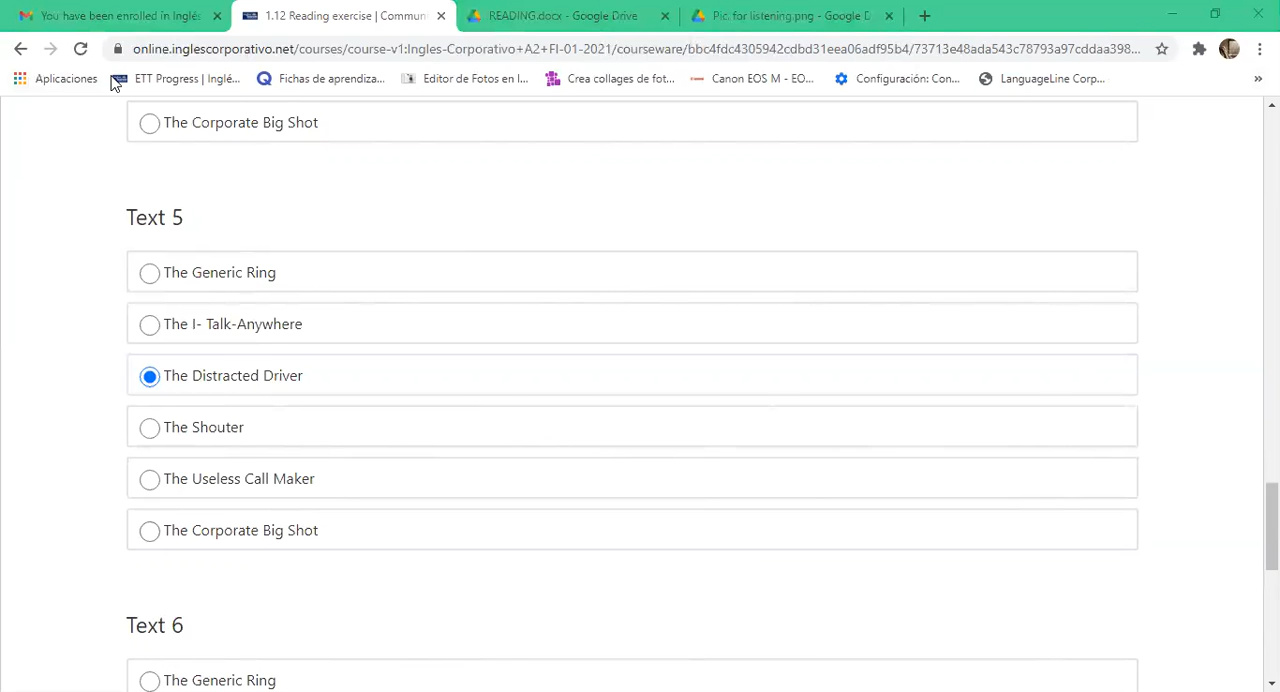 You have been enrolled in Inglés
1.12 Reading exercise | Commun
READING.docx - Google Drive
Pic. for listening.png - Google D
online.inglescorporativo.net/courses/course-v1:Ingles-Corporativo+A2+FI-01-2021/courseware/bbc4fdc4305942cdbd31eea06adf95b4/73713e48ada543c78793a97cddaa398...
Aplicaciones
ETT Progress | Inglé...
Fichas de aprendiza...
Editor de Fotos en l...
Crea collages de fot...
Canon EOS M - EO...
Configuración: Con...
LanguageLine Corp...
»
The Corporate Big Shot
Text 5
The Generic Ring
The I- Talk-Anywhere
The Distracted Driver
The Shouter
The Useless Call Maker
The Corporate Big Shot
Text 6
The Generic Ring